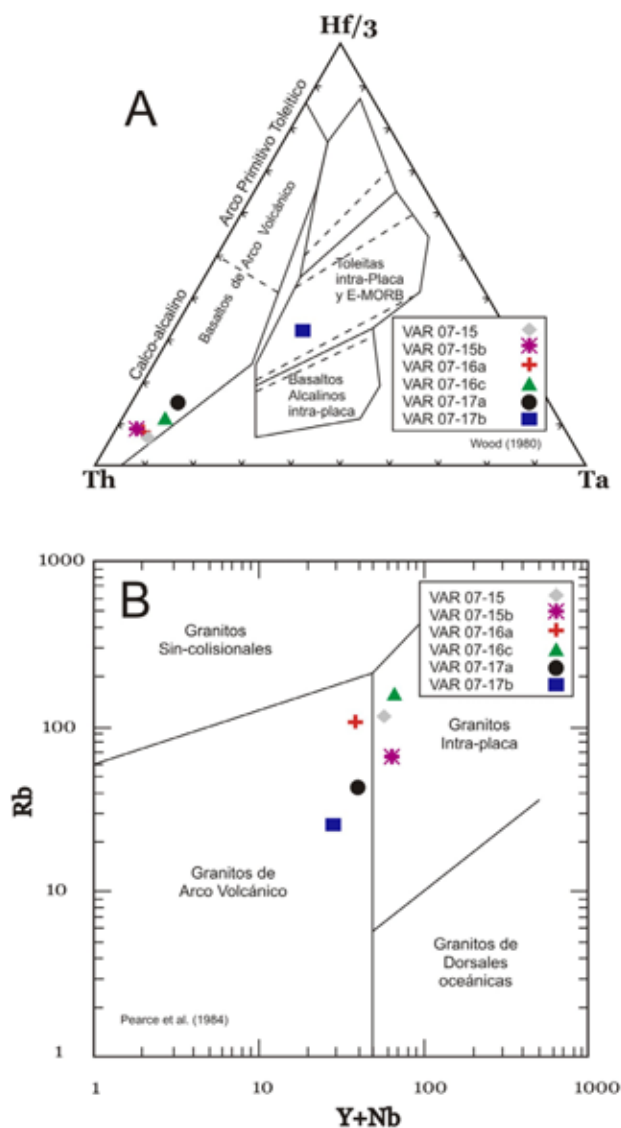 Hf/3
A
Arco Primitivo Toleítico
Basaltos de Arco Volcánico
Calco-alcalino
Toleitas
intra-Placa
y E-MORB
Basaltos
Alcalinos
intra-placa
VAR 07-15
VAR 07-15b
VAR 07-16a
VAR 07-16c
VAR 07-17a
VAR 07-17b
Wood (1980)
Th
Ta
1000
B
Granitos
Sin-colisionales
VAR 07-15
VAR 07-15b
VAR 07-16a
VAR 07-16c
VAR 07-17a
VAR 07-17b
100
Granitos
Intra-placa
Rb
10
Granitos de
Arco Volcánico
Granitos de
Dorsales
oceánicas
Pearce et al. (1984)
1
1
10
100
1000
Y+Nb